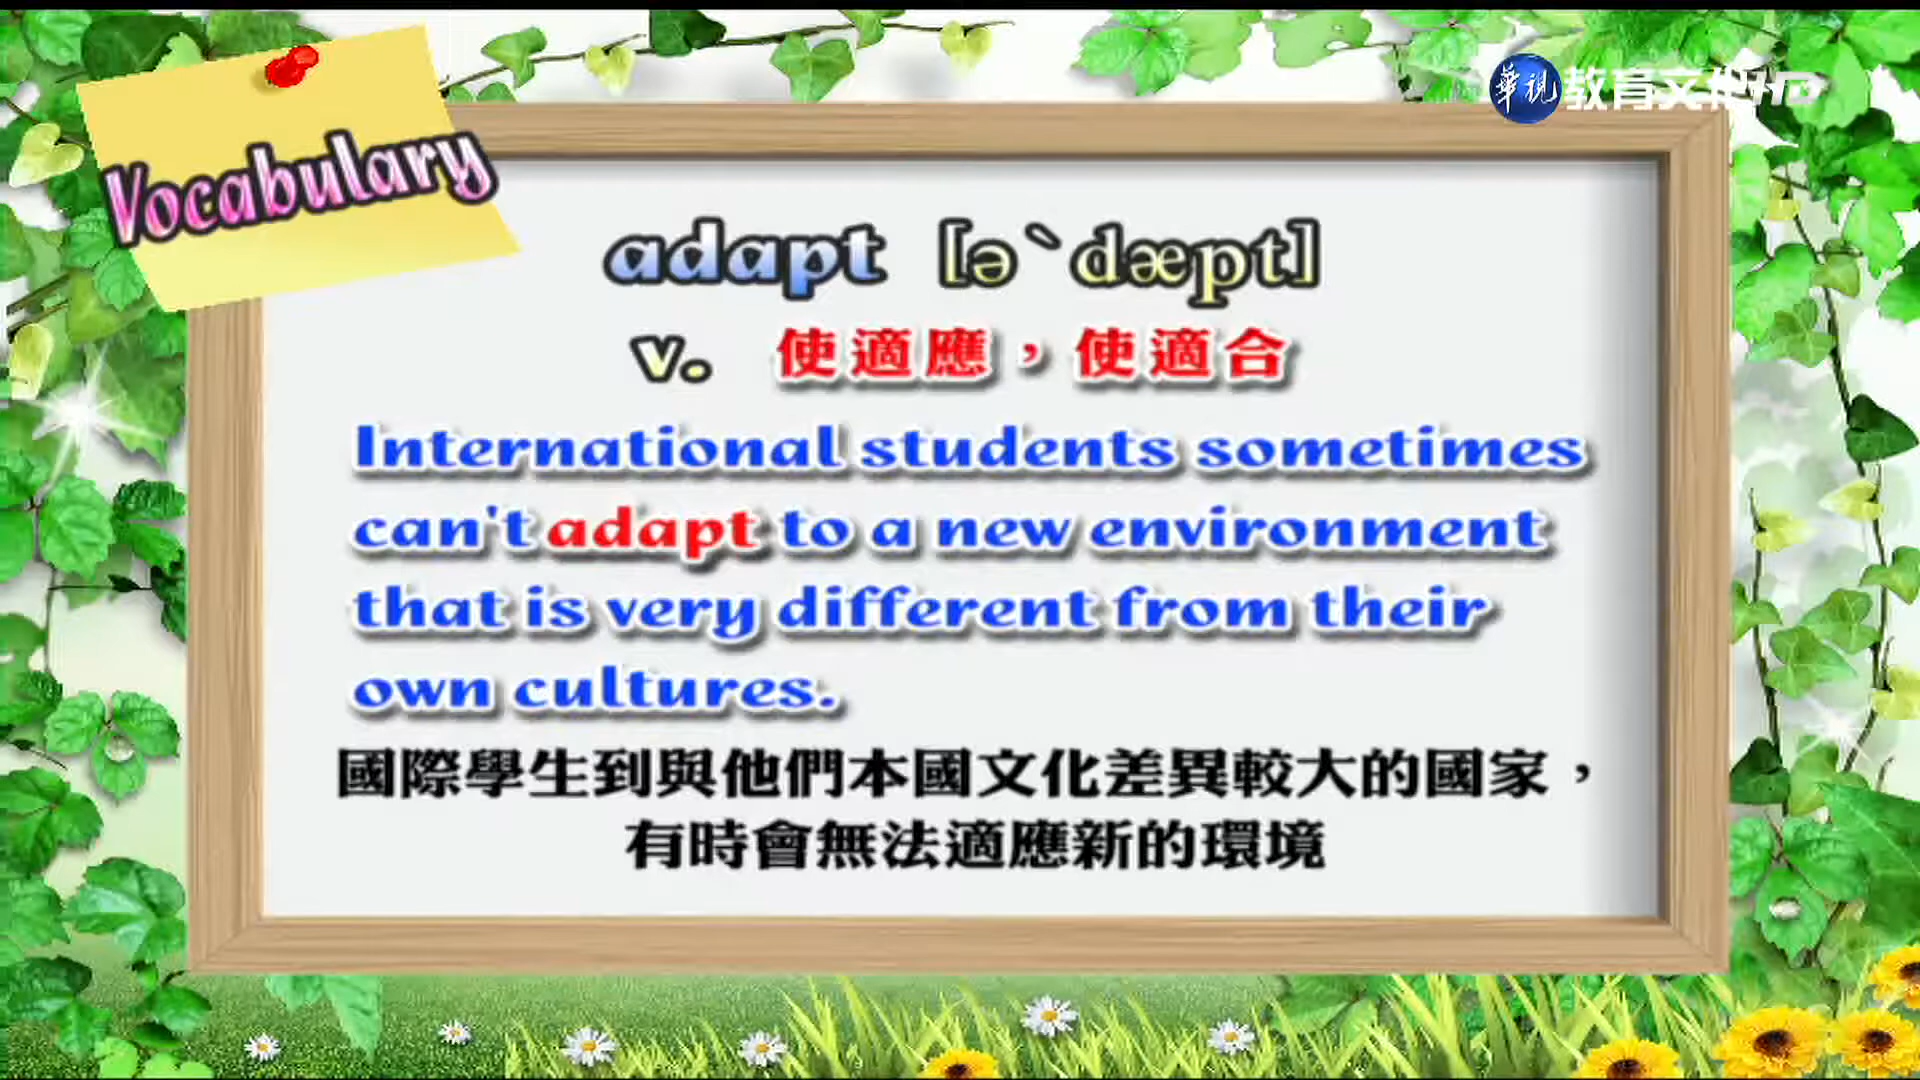 華視 教育文化HD
Vocabulary
adapt [ə`dæpt]
v. 使適應，使適合
International students sometimes
can't adapt to a new environment
that is very different from their
own cultures.
國際學生到與他們本國文化差異較大的國家，
有時會無法適應新的環境